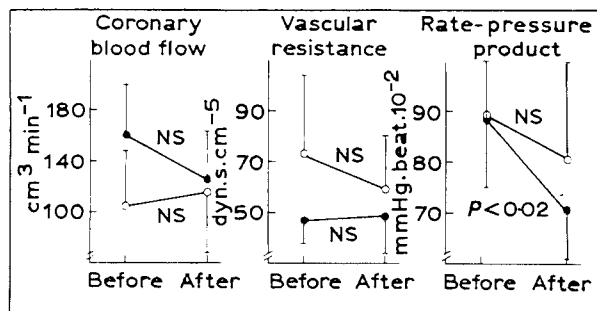 Coronary
blood flow
cm³ min⁻¹
180
140
100
NS
NS
Before After
Vascular
resistance
dyn.s.cm⁻⁵
90
70
50
NS
NS
Before After
Rate-pressure
product
mmHg.beat.10⁻²
90
80
70
NS
P<0·02
Before After